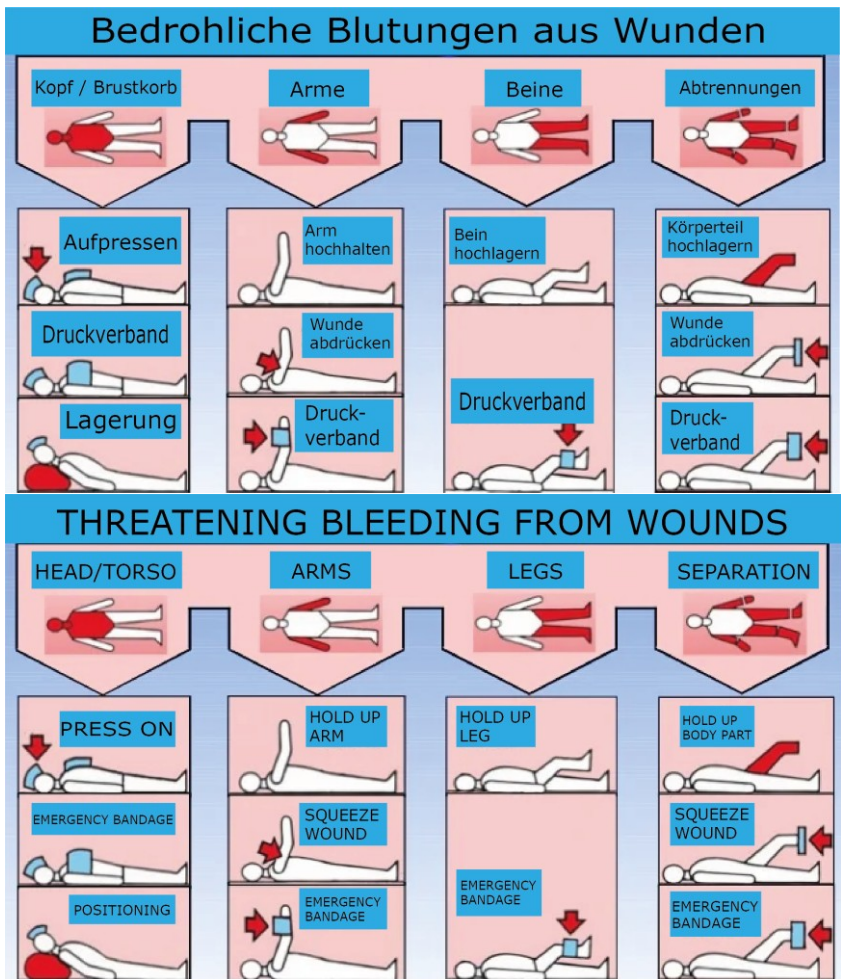 Bedrohliche Blutungen aus Wunden
Kopf / Brustkorb
Arme
Beine
Abtrennungen
Aufpressen
Arm
hochhalten
Bein
hochlagern
Körperteil
hochlagern
Druckverband
Wunde
abdrücken
Wunde
abdrücken
Lagerung
Druck-
verband
Druckverband
Druck-
verband
THREATENING BLEEDING FROM WOUNDS
HEAD/TORSO
ARMS
LEGS
SEPARATION
PRESS ON
HOLD UP
ARM
HOLD UP
LEG
HOLD UP
BODY PART
EMERGENCY BANDAGE
SQUEEZE
WOUND
SQUEEZE
WOUND
POSITIONING
EMERGENCY
BANDAGE
EMERGENCY
BANDAGE
EMERGENCY
BANDAGE